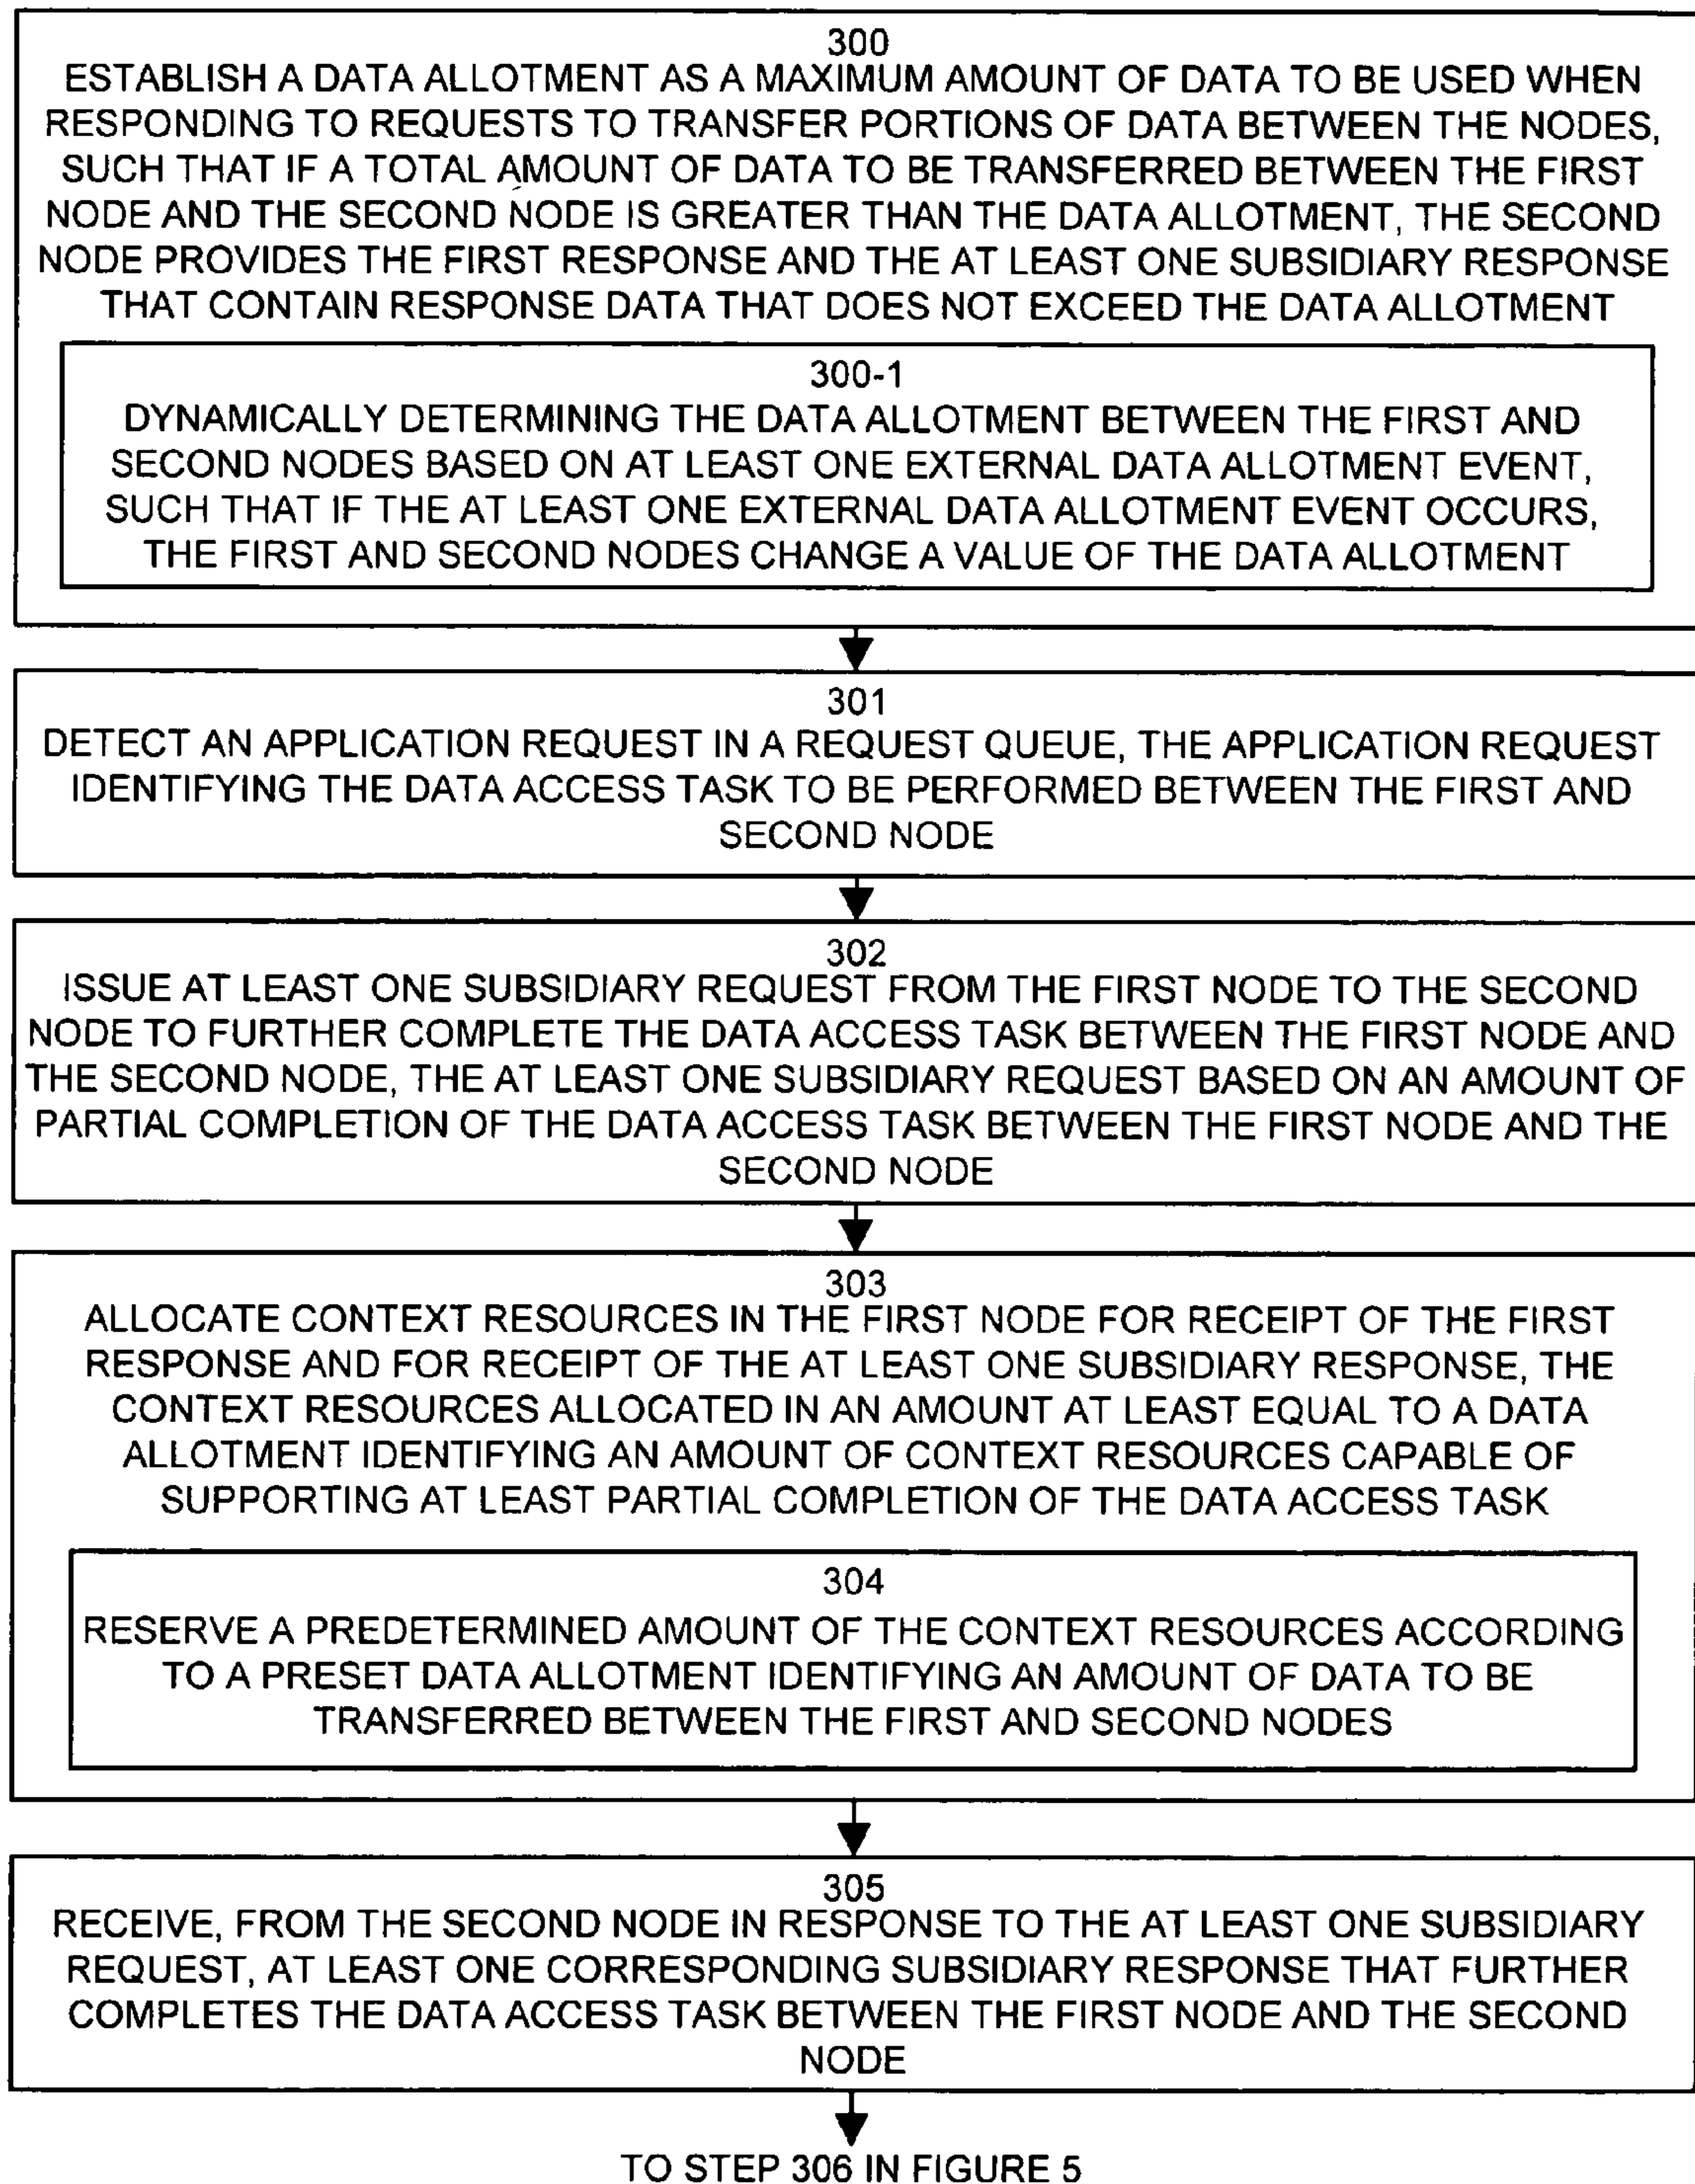 300
ESTABLISH A DATA ALLOTMENT AS A MAXIMUM AMOUNT OF DATA TO BE USED WHEN
RESPONDING TO REQUESTS TO TRANSFER PORTIONS OF DATA BETWEEN THE NODES,
SUCH THAT IF A TOTAL AMOUNT OF DATA TO BE TRANSFERRED BETWEEN THE FIRST
NODE AND THE SECOND NODE IS GREATER THAN THE DATA ALLOTMENT, THE SECOND
NODE PROVIDES THE FIRST RESPONSE AND THE AT LEAST ONE SUBSIDIARY RESPONSE
THAT CONTAIN RESPONSE DATA THAT DOES NOT EXCEED THE DATA ALLOTMENT
300-1
DYNAMICALLY DETERMINING THE DATA ALLOTMENT BETWEEN THE FIRST AND
SECOND NODES BASED ON AT LEAST ONE EXTERNAL DATA ALLOTMENT EVENT,
SUCH THAT IF THE AT LEAST ONE EXTERNAL DATA ALLOTMENT EVENT OCCURS,
THE FIRST AND SECOND NODES CHANGE A VALUE OF THE DATA ALLOTMENT
301
DETECT AN APPLICATION REQUEST IN A REQUEST QUEUE, THE APPLICATION REQUEST
IDENTIFYING THE DATA ACCESS TASK TO BE PERFORMED BETWEEN THE FIRST AND
SECOND NODE
302
ISSUE AT LEAST ONE SUBSIDIARY REQUEST FROM THE FIRST NODE TO THE SECOND
NODE TO FURTHER COMPLETE THE DATA ACCESS TASK BETWEEN THE FIRST NODE AND
THE SECOND NODE, THE AT LEAST ONE SUBSIDIARY REQUEST BASED ON AN AMOUNT OF
PARTIAL COMPLETION OF THE DATA ACCESS TASK BETWEEN THE FIRST NODE AND THE
SECOND NODE
303
ALLOCATE CONTEXT RESOURCES IN THE FIRST NODE FOR RECEIPT OF THE FIRST
RESPONSE AND FOR RECEIPT OF THE AT LEAST ONE SUBSIDIARY RESPONSE, THE
CONTEXT RESOURCES ALLOCATED IN AN AMOUNT AT LEAST EQUAL TO A DATA
ALLOTMENT IDENTIFYING AN AMOUNT OF CONTEXT RESOURCES CAPABLE OF
SUPPORTING AT LEAST PARTIAL COMPLETION OF THE DATA ACCESS TASK
304
RESERVE A PREDETERMINED AMOUNT OF THE CONTEXT RESOURCES ACCORDING
TO A PRESET DATA ALLOTMENT IDENTIFYING AN AMOUNT OF DATA TO BE
TRANSFERRED BETWEEN THE FIRST AND SECOND NODES
305
RECEIVE, FROM THE SECOND NODE IN RESPONSE TO THE AT LEAST ONE SUBSIDIARY
REQUEST, AT LEAST ONE CORRESPONDING SUBSIDIARY RESPONSE THAT FURTHER
COMPLETES THE DATA ACCESS TASK BETWEEN THE FIRST NODE AND THE SECOND
NODE
TO STEP 306 IN FIGURE 5